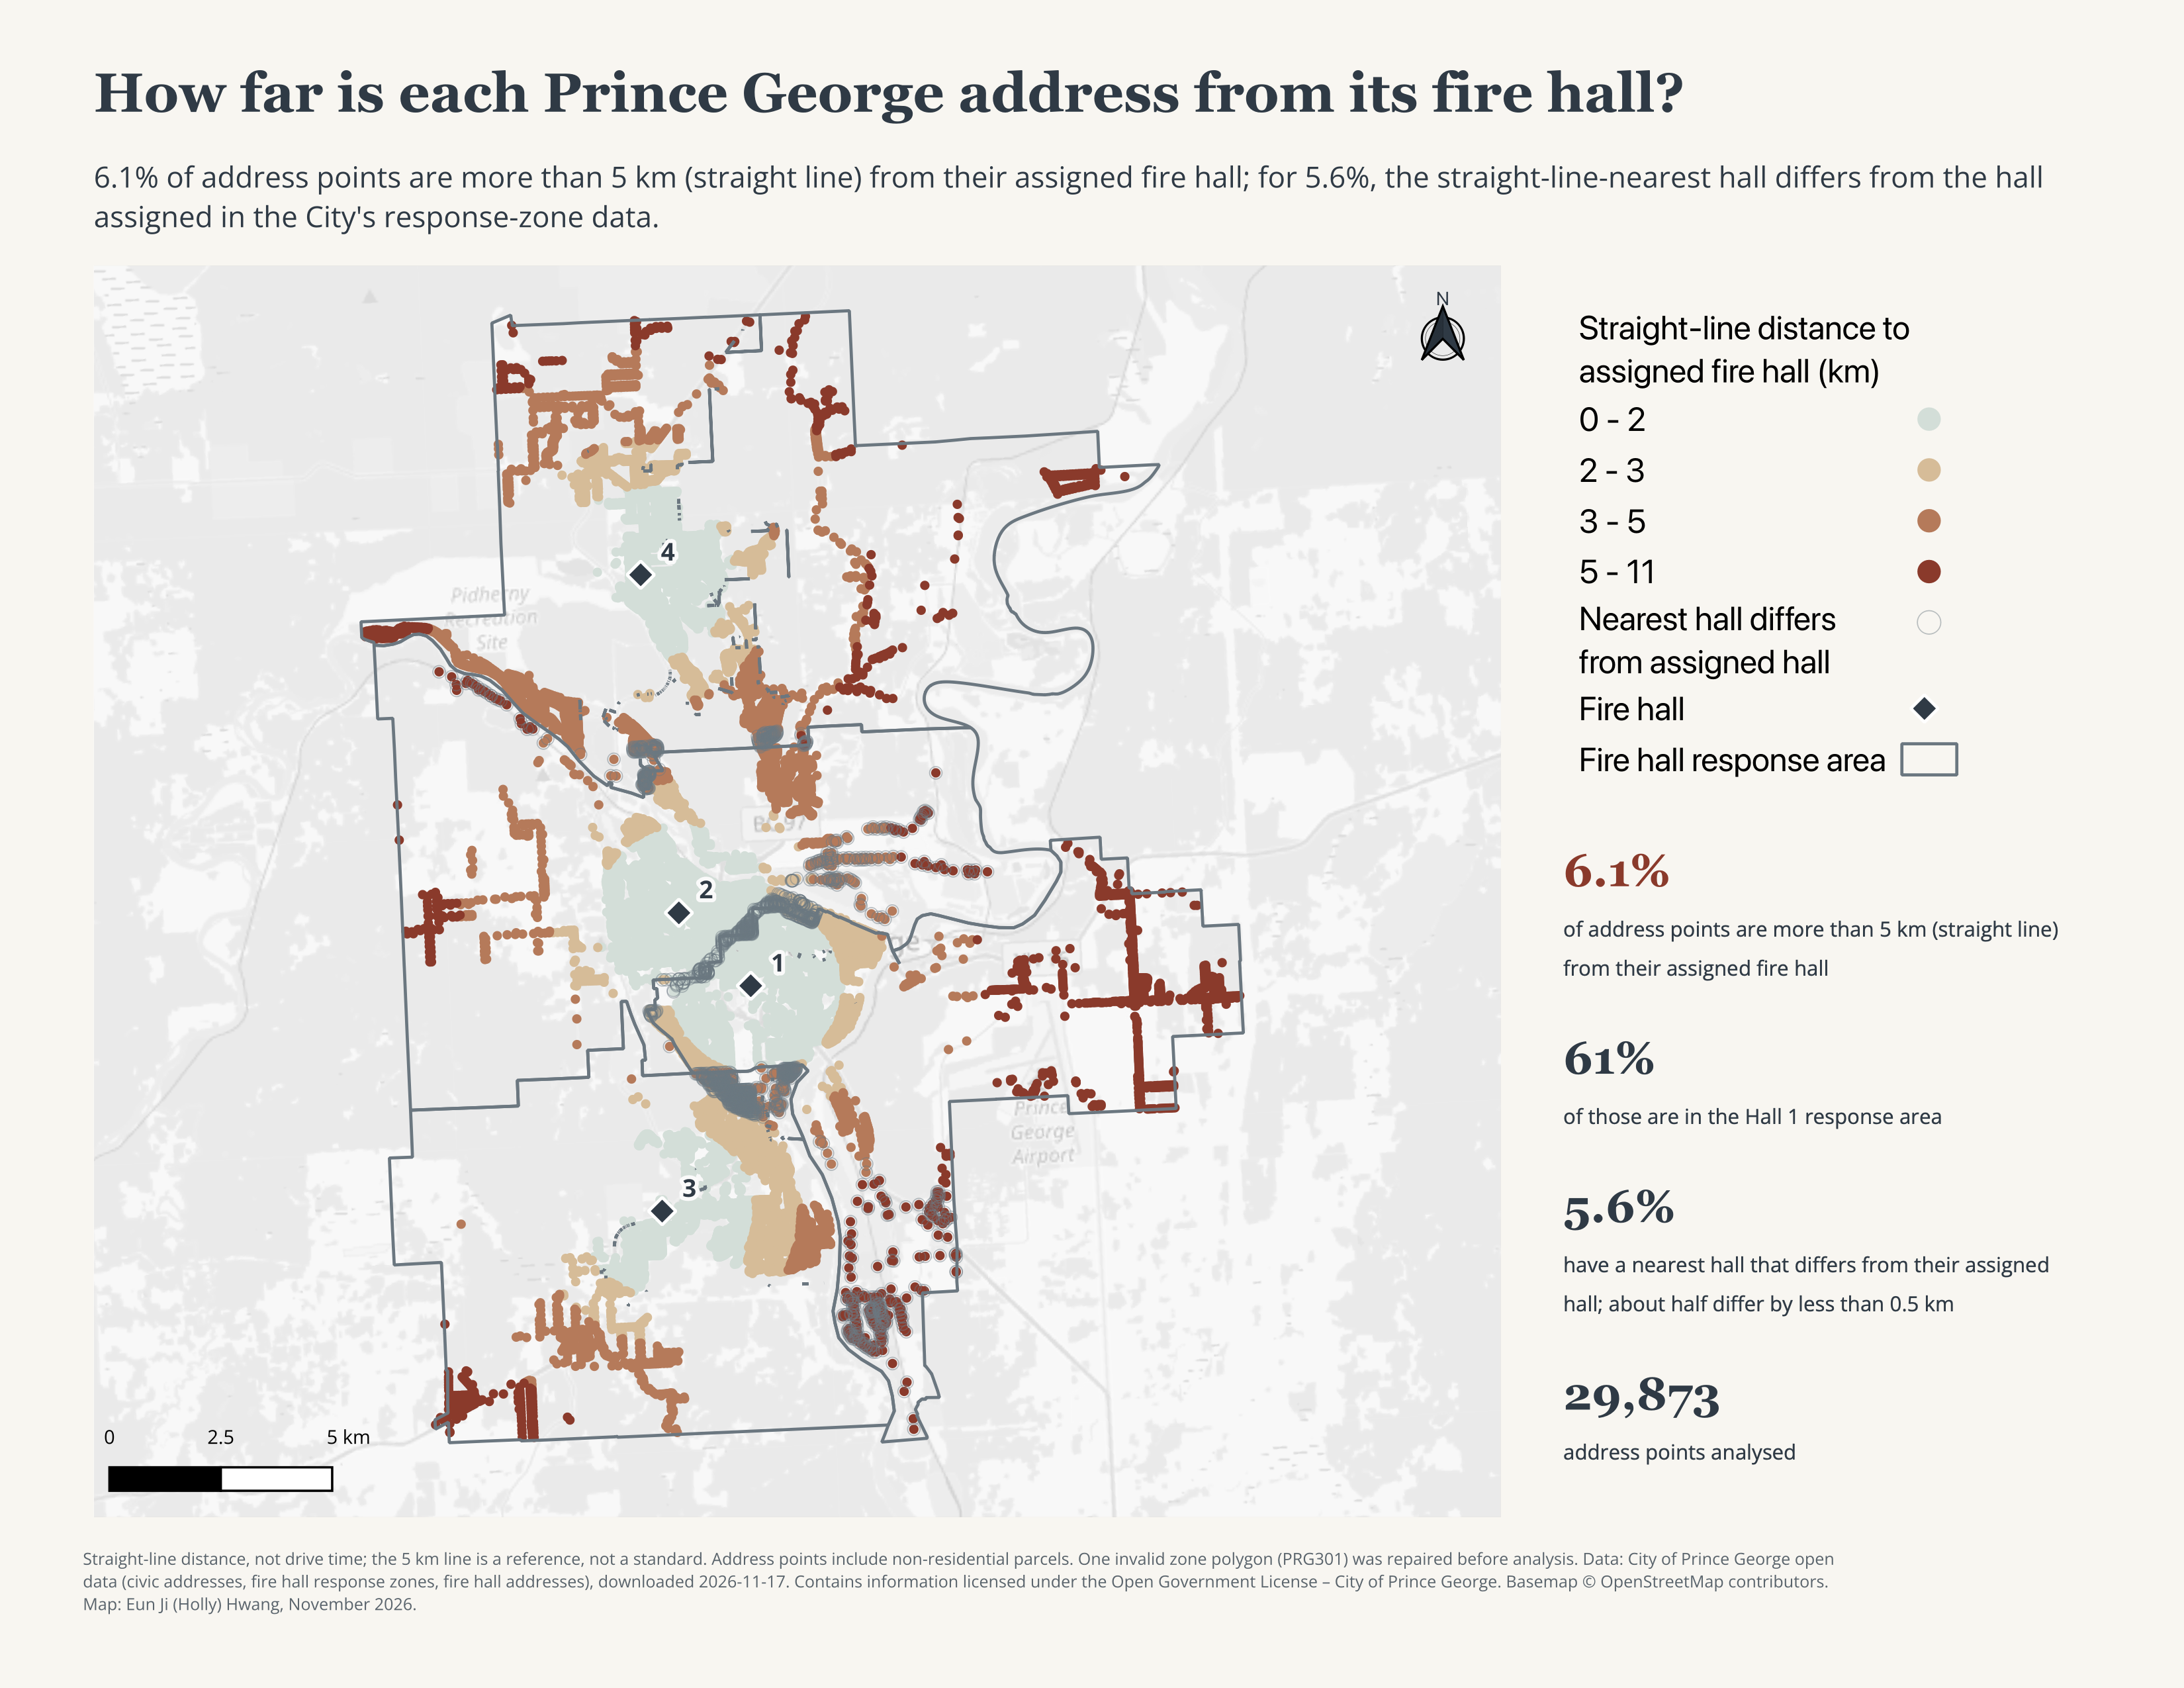 How far is each Prince George address from its fire hall?
6.1% of address points are more than 5 km (straight line) from their assigned fire hall; for 5.6%, the straight-line-nearest hall differs from the hall
assigned in the City's response-zone data.
N
4
Pidherny
Recreation
Site
2
1
3
Prince
George
Airport
0 2.5 5 km
Straight-line distance to
assigned fire hall (km)
0 - 2
2 - 3
3 - 5
5 - 11
Nearest hall differs
from assigned hall
Fire hall
Fire hall response area
6.1%
of address points are more than 5 km (straight line)
from their assigned fire hall
61%
of those are in the Hall 1 response area
5.6%
have a nearest hall that differs from their assigned
hall; about half differ by less than 0.5 km
29,873
address points analysed
Straight-line distance, not drive time; the 5 km line is a reference, not a standard. Address points include non-residential parcels. One invalid zone polygon (PRG301) was repaired before analysis. Data: City of Prince George open
data (civic addresses, fire hall response zones, fire hall addresses), downloaded 2026-11-17. Contains information licensed under the Open Government License – City of Prince George. Basemap © OpenStreetMap contributors.
Map: Eun Ji (Holly) Hwang, November 2026.